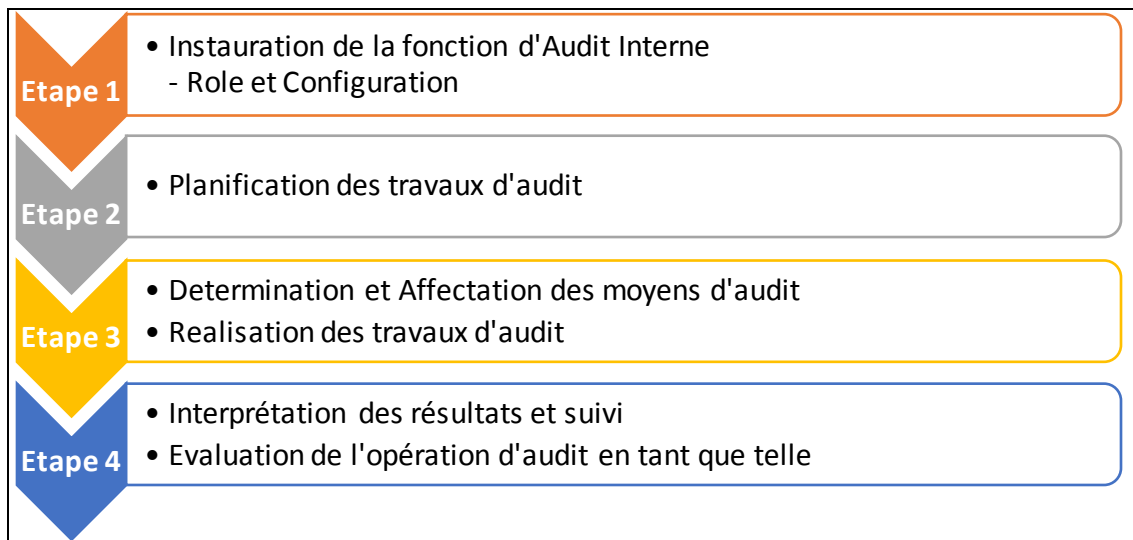 Etape 1
• Instauration de la fonction d'Audit Interne
- Role et Configuration
Etape 2
• Planification des travaux d'audit
Etape 3
• Determination et Affectation des moyens d'audit
• Realisation des travaux d'audit
Etape 4
• Interprétation des résultats et suivi
• Evaluation de l'opération d'audit en tant que telle